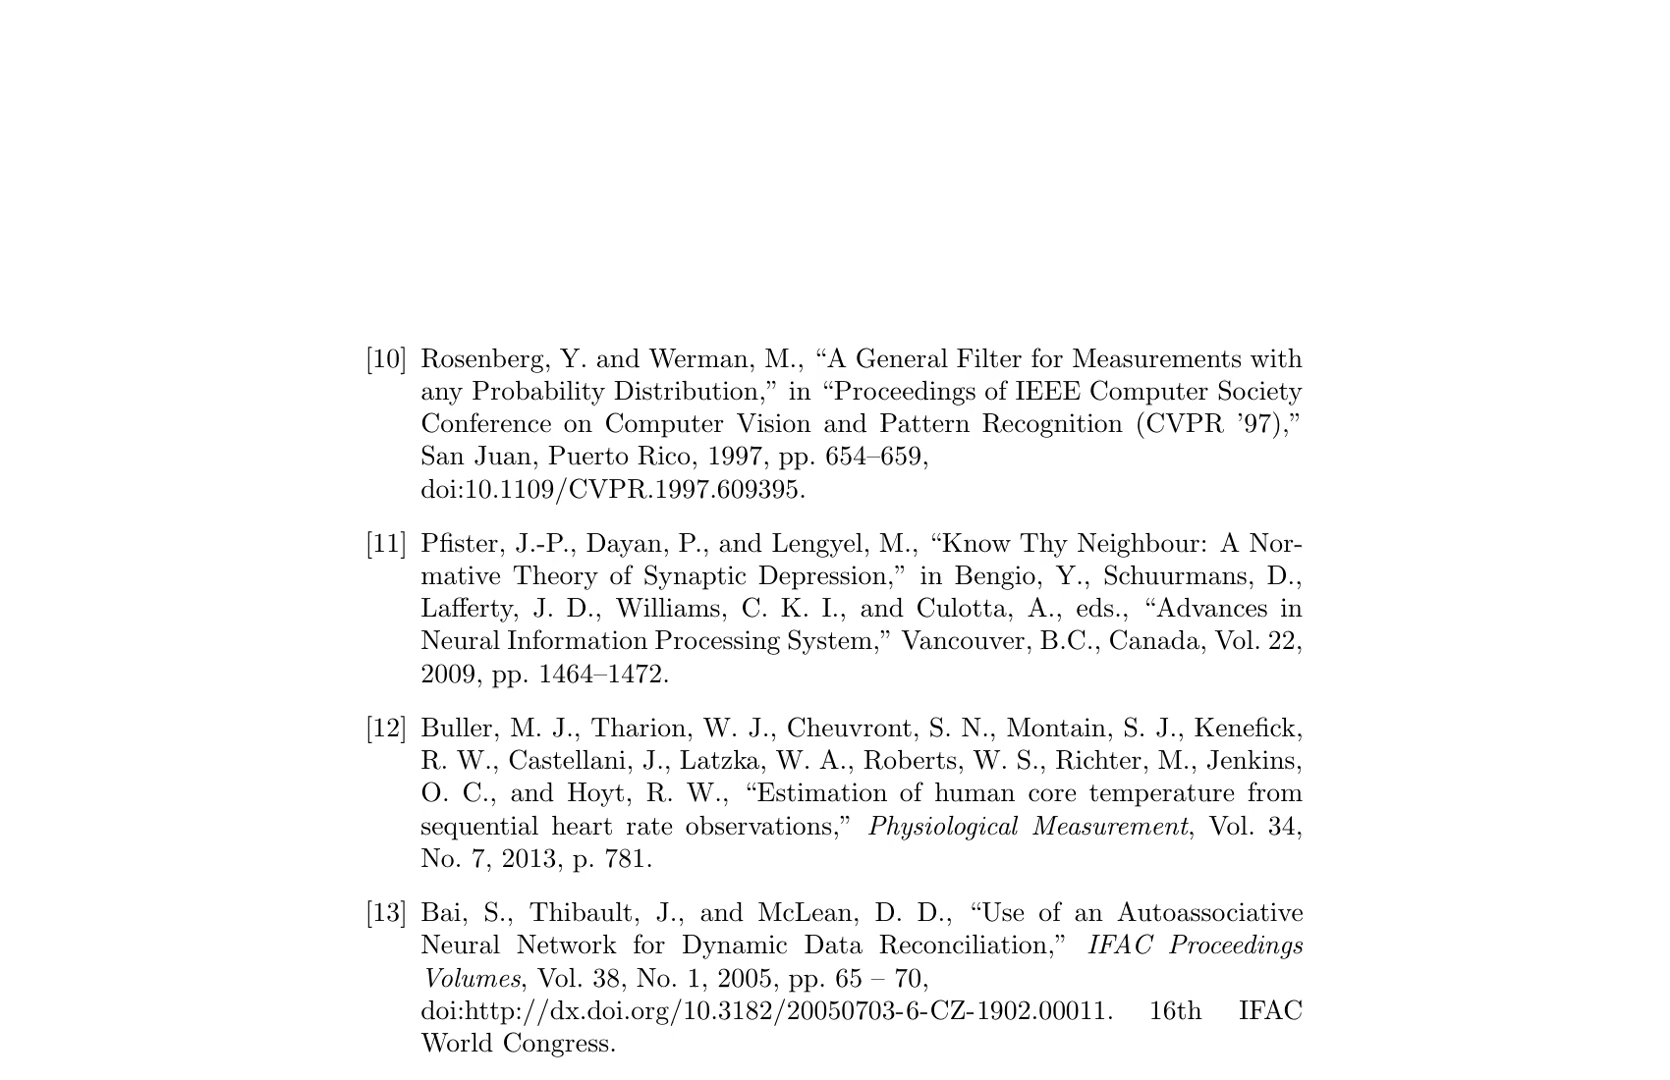 [10] Rosenberg, Y. and Werman, M., “A General Filter for Measurements with
any Probability Distribution,” in “Proceedings of IEEE Computer Society
Conference on Computer Vision and Pattern Recognition (CVPR ’97),”
San Juan, Puerto Rico, 1997, pp. 654–659,
doi:10.1109/CVPR.1997.609395.
[11] Pfister, J.-P., Dayan, P., and Lengyel, M., “Know Thy Neighbour: A Nor-
mative Theory of Synaptic Depression,” in Bengio, Y., Schuurmans, D.,
Lafferty, J. D., Williams, C. K. I., and Culotta, A., eds., “Advances in
Neural Information Processing System,” Vancouver, B.C., Canada, Vol. 22,
2009, pp. 1464–1472.
[12] Buller, M. J., Tharion, W. J., Cheuvront, S. N., Montain, S. J., Kenefick,
R. W., Castellani, J., Latzka, W. A., Roberts, W. S., Richter, M., Jenkins,
O. C., and Hoyt, R. W., “Estimation of human core temperature from
sequential heart rate observations,” Physiological Measurement, Vol. 34,
No. 7, 2013, p. 781.
[13] Bai, S., Thibault, J., and McLean, D. D., “Use of an Autoassociative
Neural Network for Dynamic Data Reconciliation,” IFAC Proceedings
Volumes, Vol. 38, No. 1, 2005, pp. 65 – 70,
doi:http://dx.doi.org/10.3182/20050703-6-CZ-1902.00011. 16th IFAC
World Congress.